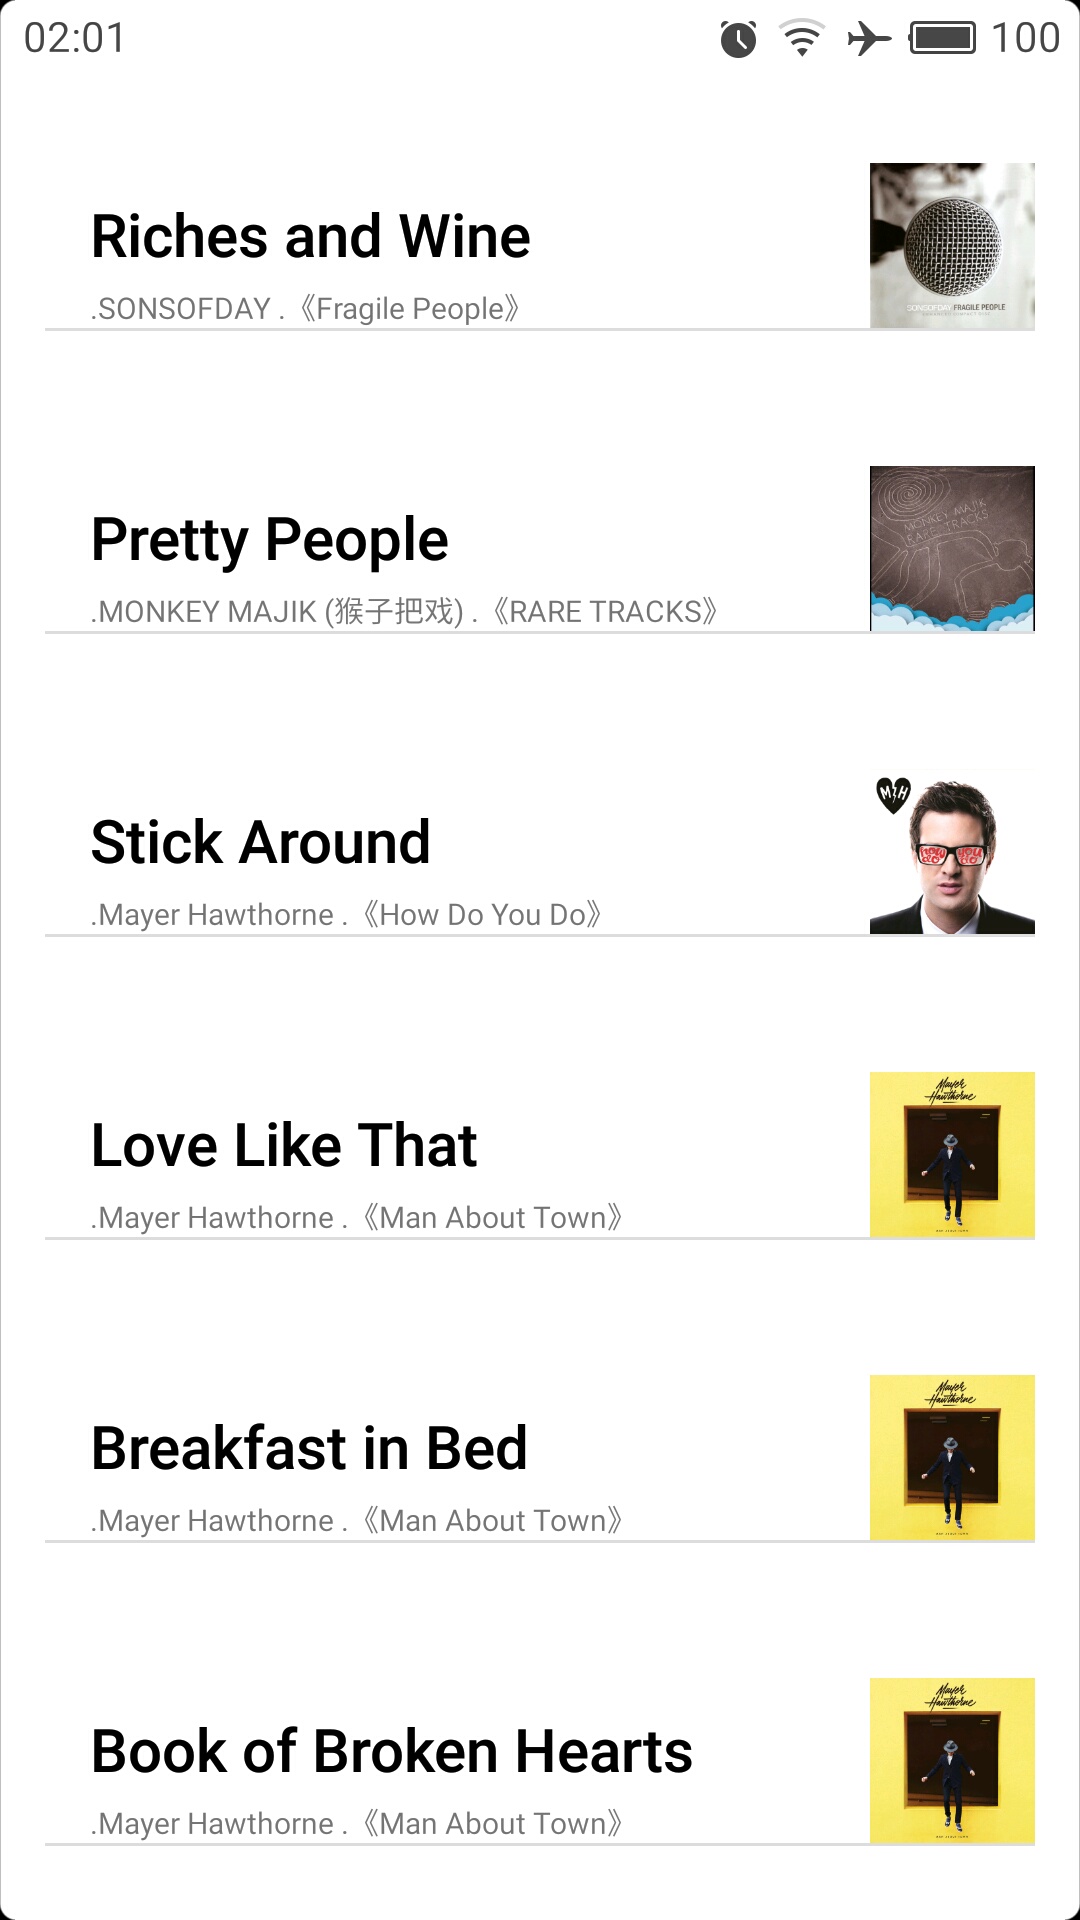 02:01 100
Riches and Wine
.SONSOFDAY .《Fragile People》
SONSOFDAY FRAGILE PEOPLE
Pretty People
.MONKEY MAJIK (猴子把戏) .《RARE TRACKS》
MONKEY MAJIK
RARE TRACKS
Stick Around
.Mayer Hawthorne .《How Do You Do》
M H
HOW DO YOU DO
Love Like That
.Mayer Hawthorne .《Man About Town》
Mayer
Hawthorne
Breakfast in Bed
.Mayer Hawthorne .《Man About Town》
Mayer
Hawthorne
Book of Broken Hearts
.Mayer Hawthorne .《Man About Town》
Mayer
Hawthorne